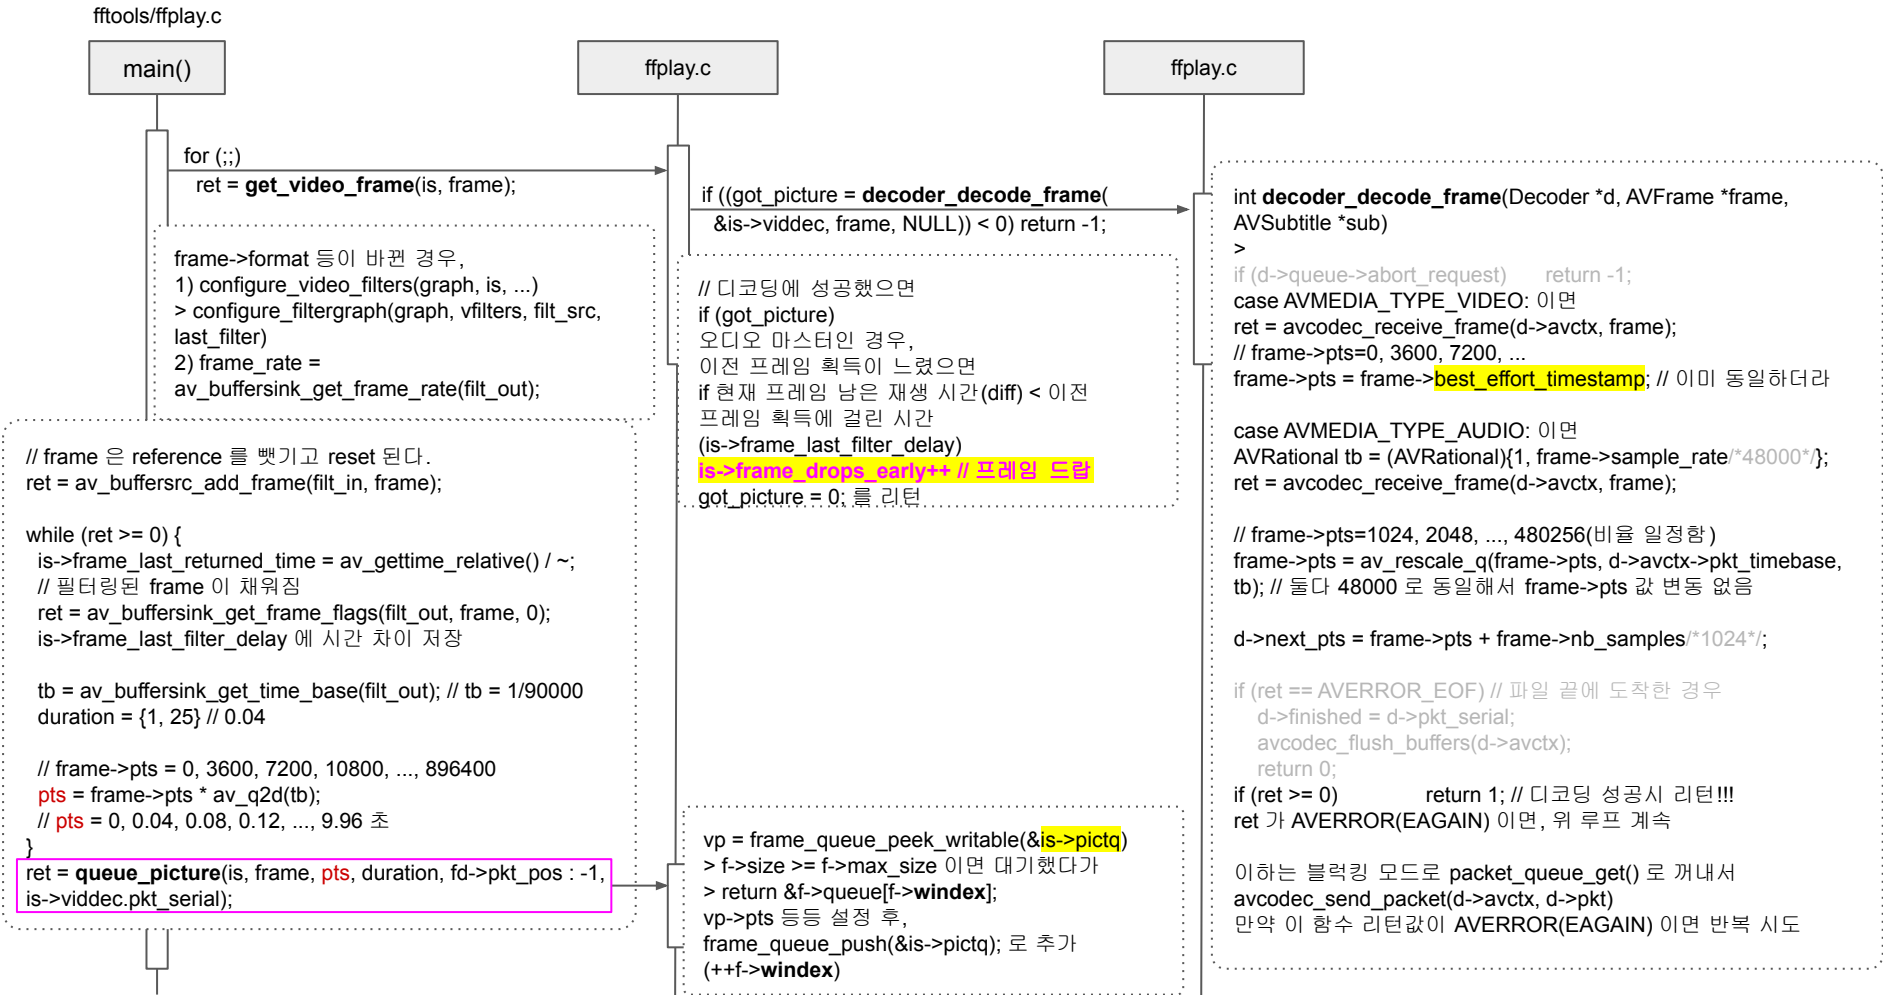 fftools/ffplay.c
main()
ffplay.c
ffplay.c
for (;;)
ret = get_video_frame(is, frame);
frame->format 등이 바뀐 경우,
1) configure_video_filters(graph, is, ...)
> configure_filtergraph(graph, vfilters, filt_src,
last_filter)
2) frame_rate =
av_buffersink_get_frame_rate(filt_out);
// frame 은 reference 를 뺏기고 reset 된다.
ret = av_buffersrc_add_frame(filt_in, frame);
while (ret >= 0) {
is->frame_last_returned_time = av_gettime_relative() / ~;
// 필터링된 frame 이 채워짐
ret = av_buffersink_get_frame_flags(filt_out, frame, 0);
is->frame_last_filter_delay 에 시간 차이 저장
tb = av_buffersink_get_time_base(filt_out); // tb = 1/90000
duration = {1, 25} // 0.04
// frame->pts = 0, 3600, 7200, 10800, ..., 896400
pts = frame->pts * av_q2d(tb);
// pts = 0, 0.04, 0.08, 0.12, ..., 9.96 초
}
ret = queue_picture(is, frame, pts, duration, fd->pkt_pos : -1,
is->viddec.pkt_serial);
if ((got_picture = decoder_decode_frame(
&is->viddec, frame, NULL)) < 0) return -1;
// 디코딩에 성공했으면
if (got_picture)
오디오 마스터인 경우,
이전 프레임 획득이 느렸으면
if 현재 프레임 남은 재생 시간(diff) < 이전
프레임 획득에 걸린 시간
(is->frame_last_filter_delay)
is->frame_drops_early++ // 프레임 드랍
got_picture = 0; 를 리턴
vp = frame_queue_peek_writable(&is->pictq)
> f->size >= f->max_size 이면 대기했다가
> return &f->queue[f->windex];
vp->pts 등등 설정 후,
frame_queue_push(&is->pictq); 로 추가
(++f->windex)
int decoder_decode_frame(Decoder *d, AVFrame *frame,
AVSubtitle *sub)
>
if (d->queue->abort_request) return -1;
case AVMEDIA_TYPE_VIDEO: 이면
ret = avcodec_receive_frame(d->avctx, frame);
// frame->pts=0, 3600, 7200, ...
frame->pts = frame->best_effort_timestamp; // 이미 동일하더라
case AVMEDIA_TYPE_AUDIO: 이면
AVRational tb = (AVRational){1, frame->sample_rate/*48000*/};
ret = avcodec_receive_frame(d->avctx, frame);
// frame->pts=1024, 2048, ..., 480256(비율 일정함)
frame->pts = av_rescale_q(frame->pts, d->avctx->pkt_timebase,
tb); // 둘다 48000 로 동일해서 frame->pts 값 변동 없음
d->next_pts = frame->pts + frame->nb_samples/*1024*/;
if (ret == AVERROR_EOF) // 파일 끝에 도착한 경우
d->finished = d->pkt_serial;
avcodec_flush_buffers(d->avctx);
return 0;
if (ret >= 0) return 1; // 디코딩 성공시 리턴!!!
ret 가 AVERROR(EAGAIN) 이면, 위 루프 계속
이하는 블럭킹 모드로 packet_queue_get() 로 꺼내서
avcodec_send_packet(d->avctx, d->pkt)
만약 이 함수 리턴값이 AVERROR(EAGAIN) 이면 반복 시도